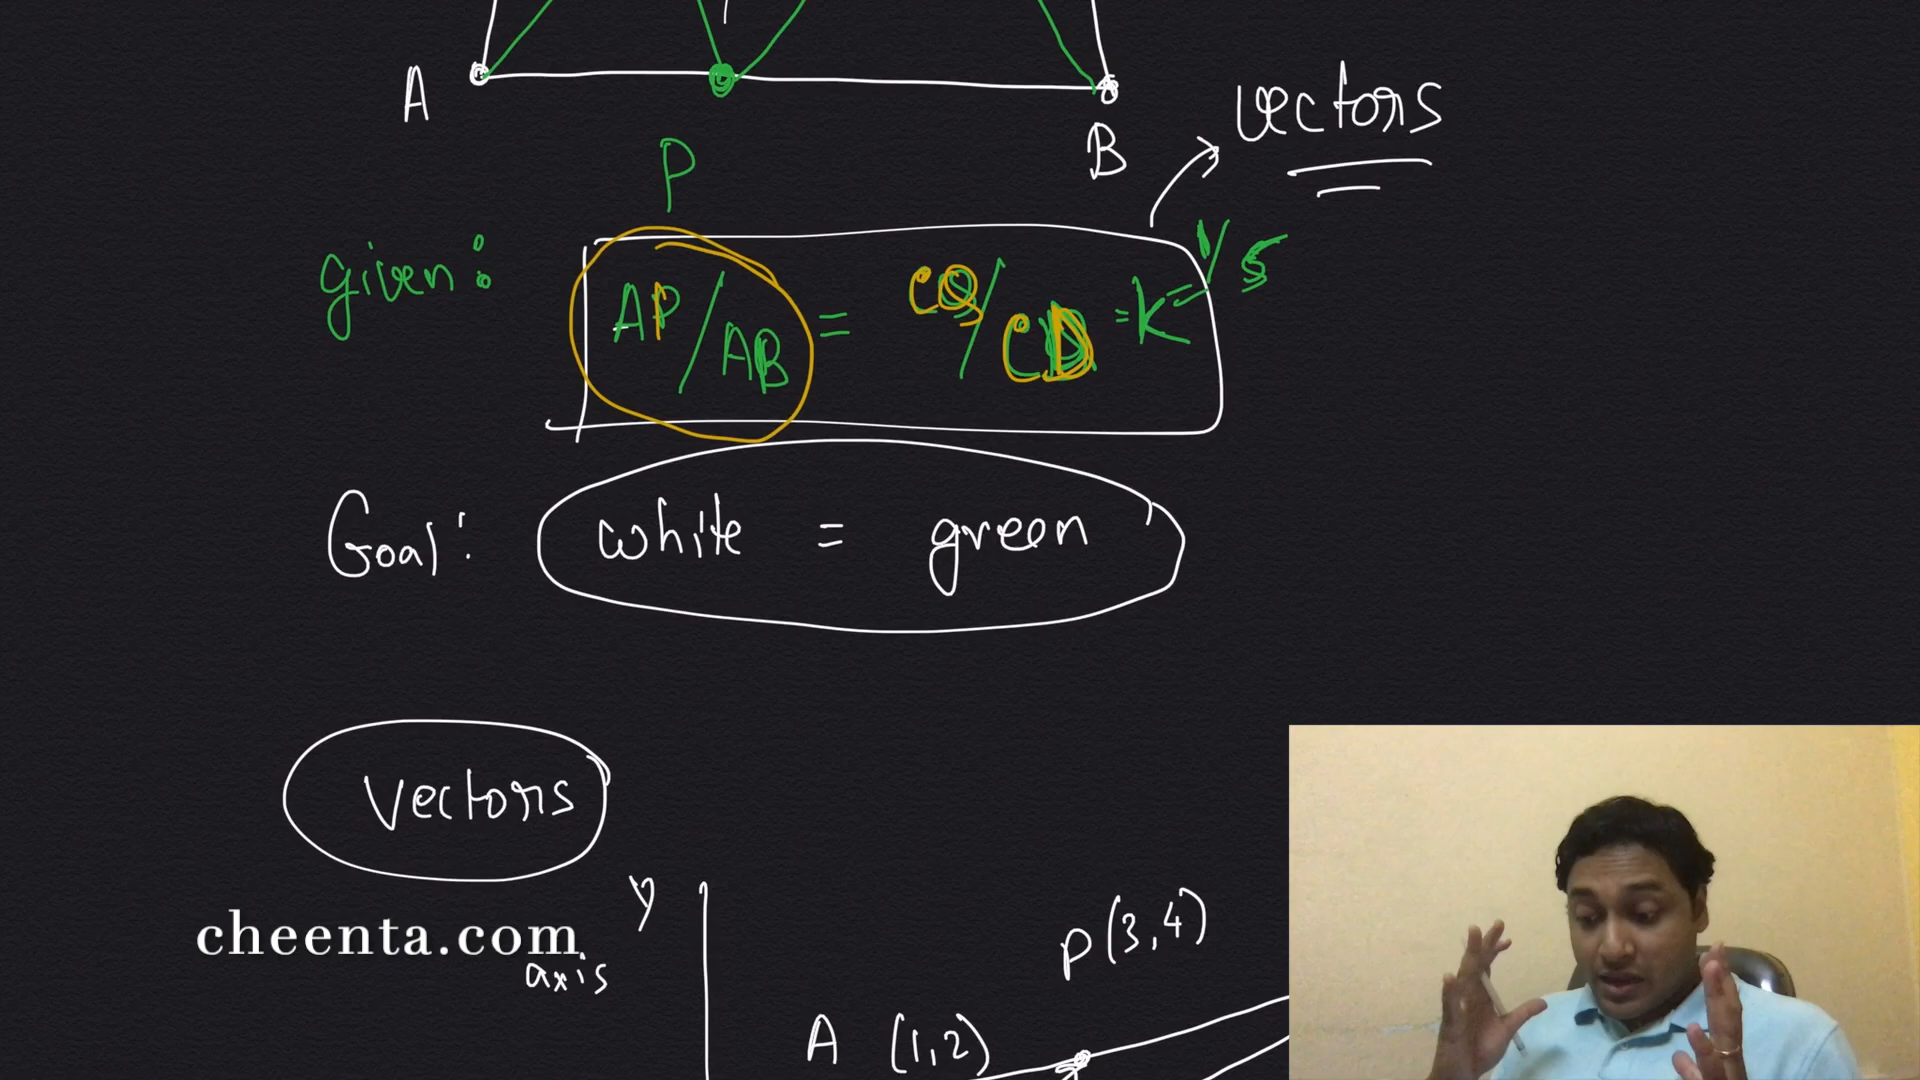 A
B
vectors
P
given:
AP/AB = CQ/CD = K = 1/5
Goal: white = green
Vectors
y
cheenta.com
axis
P(3,4)
A (1,2)